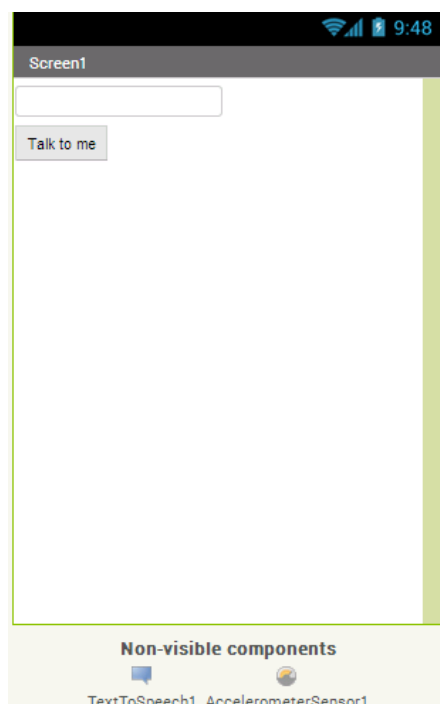 9:48
Screen1
Talk to me
Non-visible components
TextToSpeech1 AccelerometerSensor1